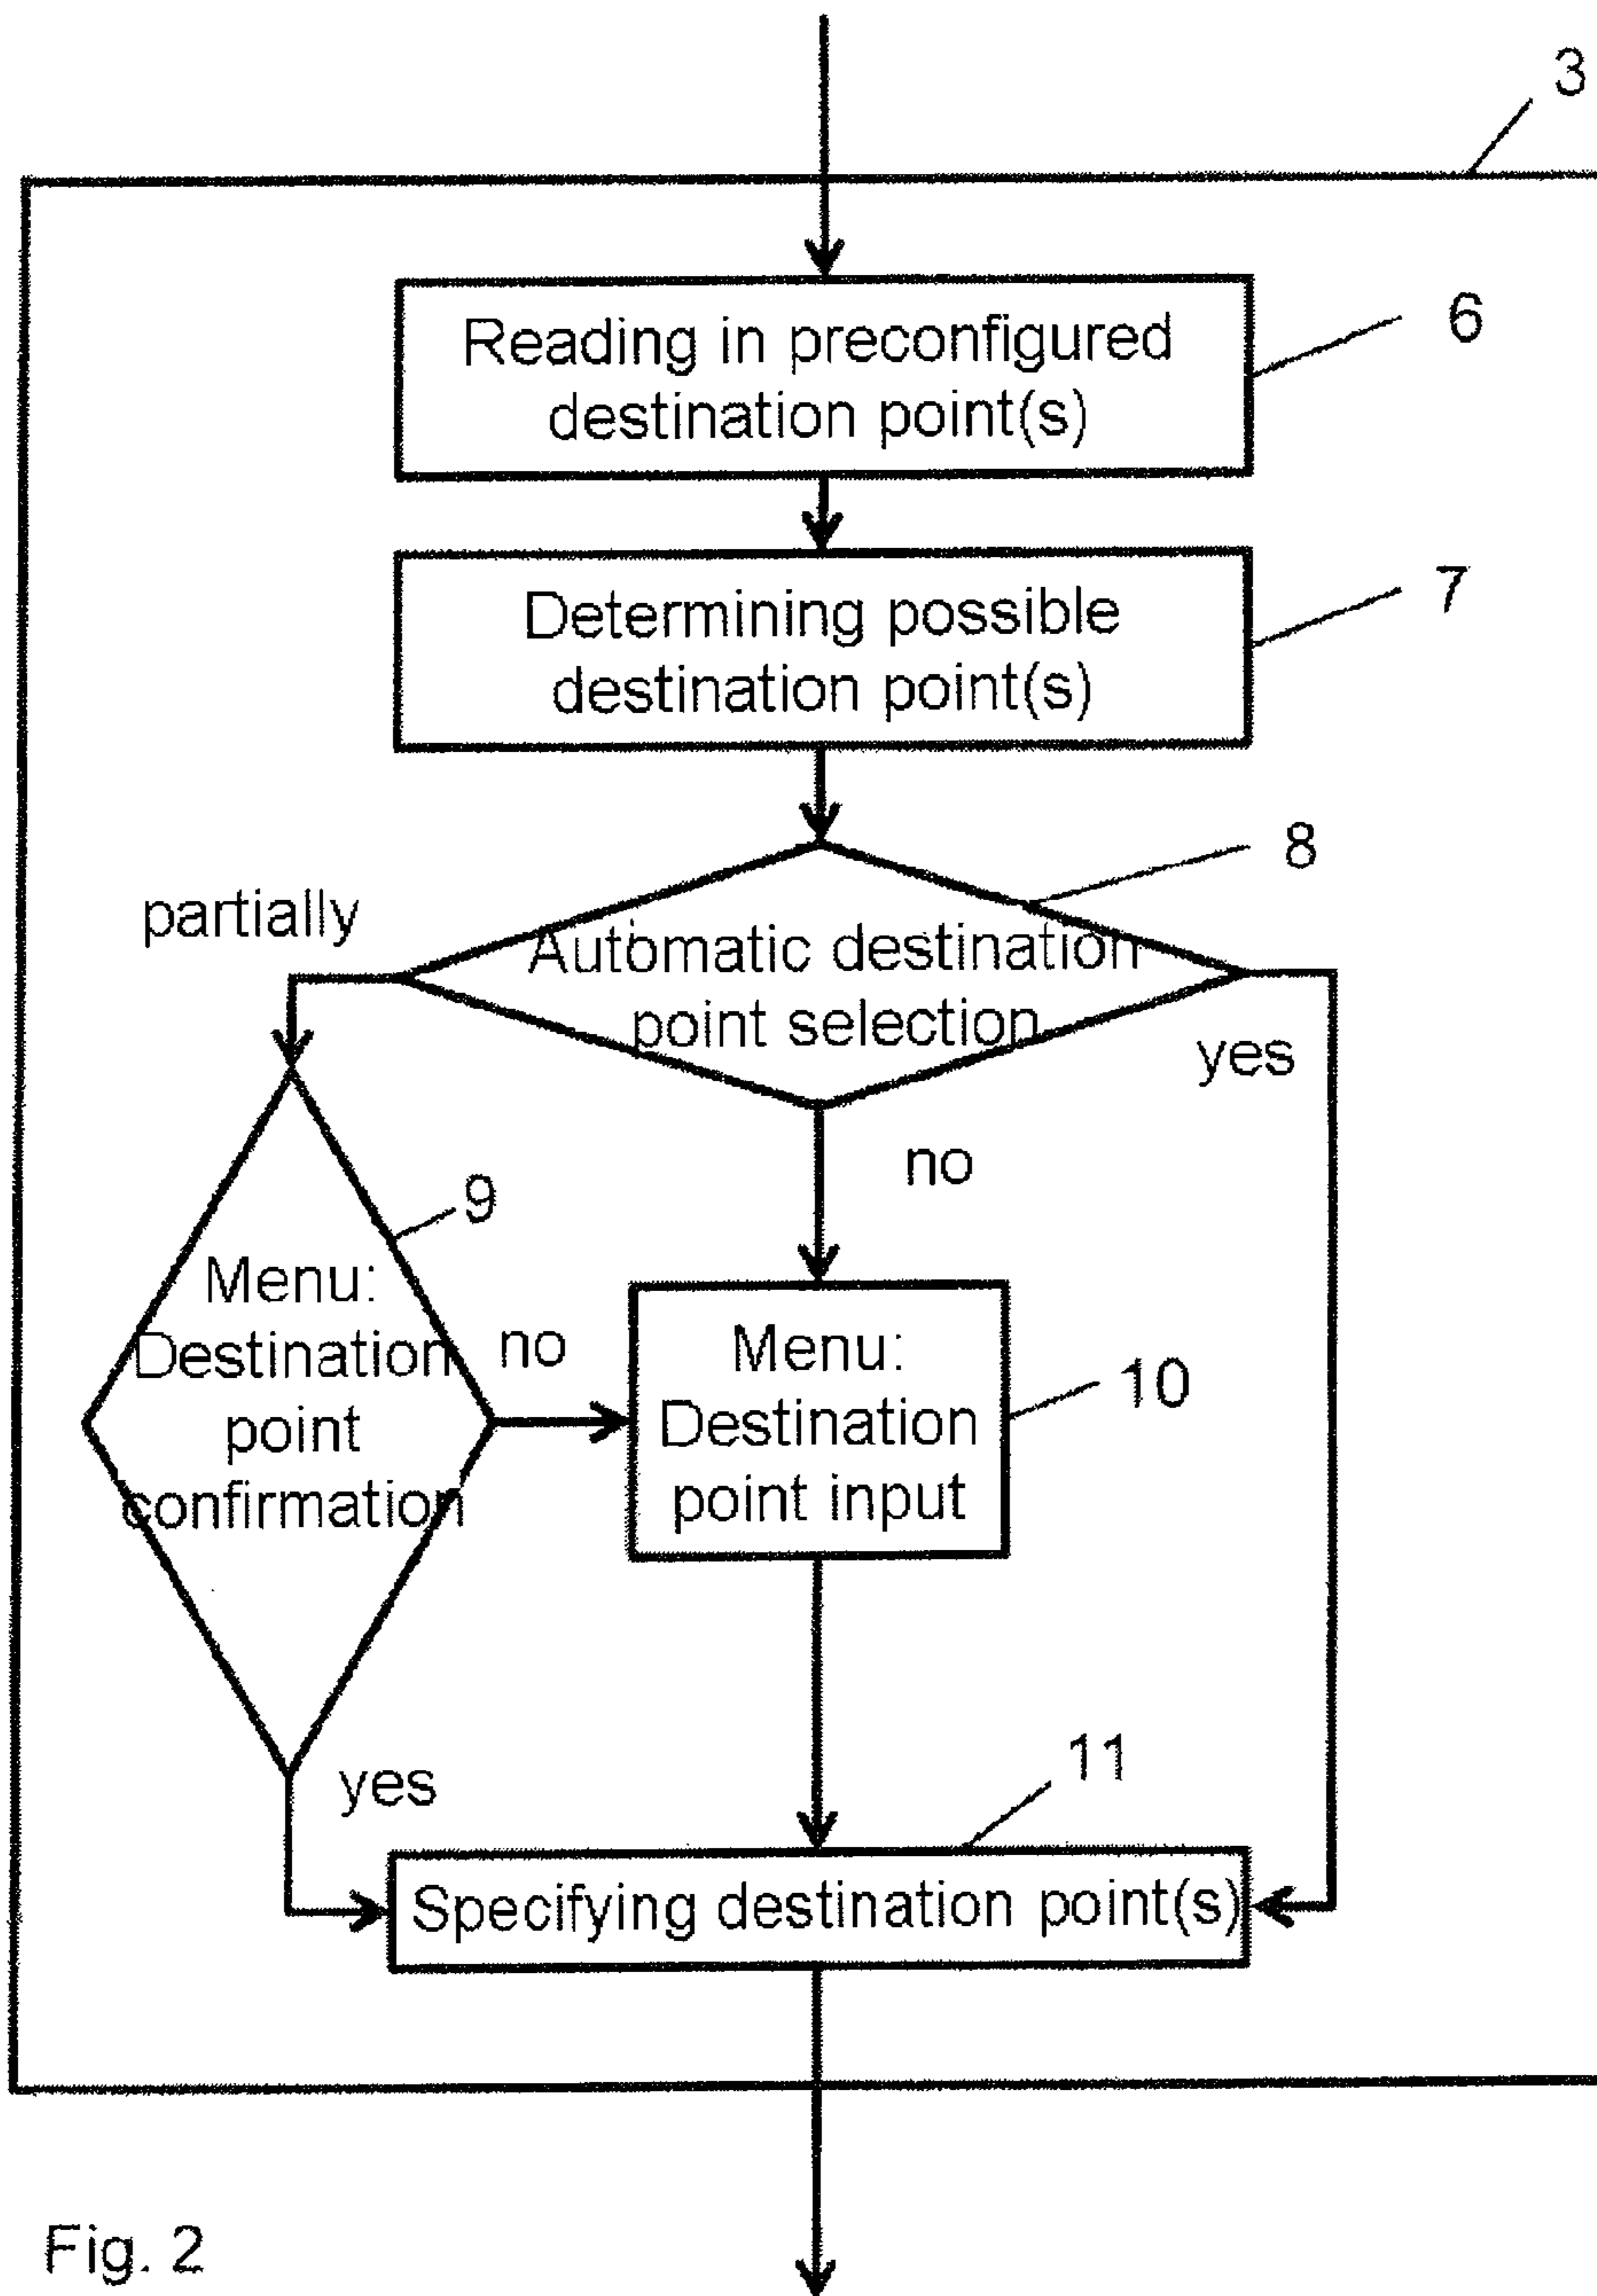 3
Reading in preconfigured
destination point(s)
6
Determining possible
destination point(s)
7
8
partially
Automatic destination
point selection
yes
no
9
Menu:
Destination
point
confirmation
no
Menu:
Destination
point input
10
yes
11
Specifying destination point(s)
Fig. 2